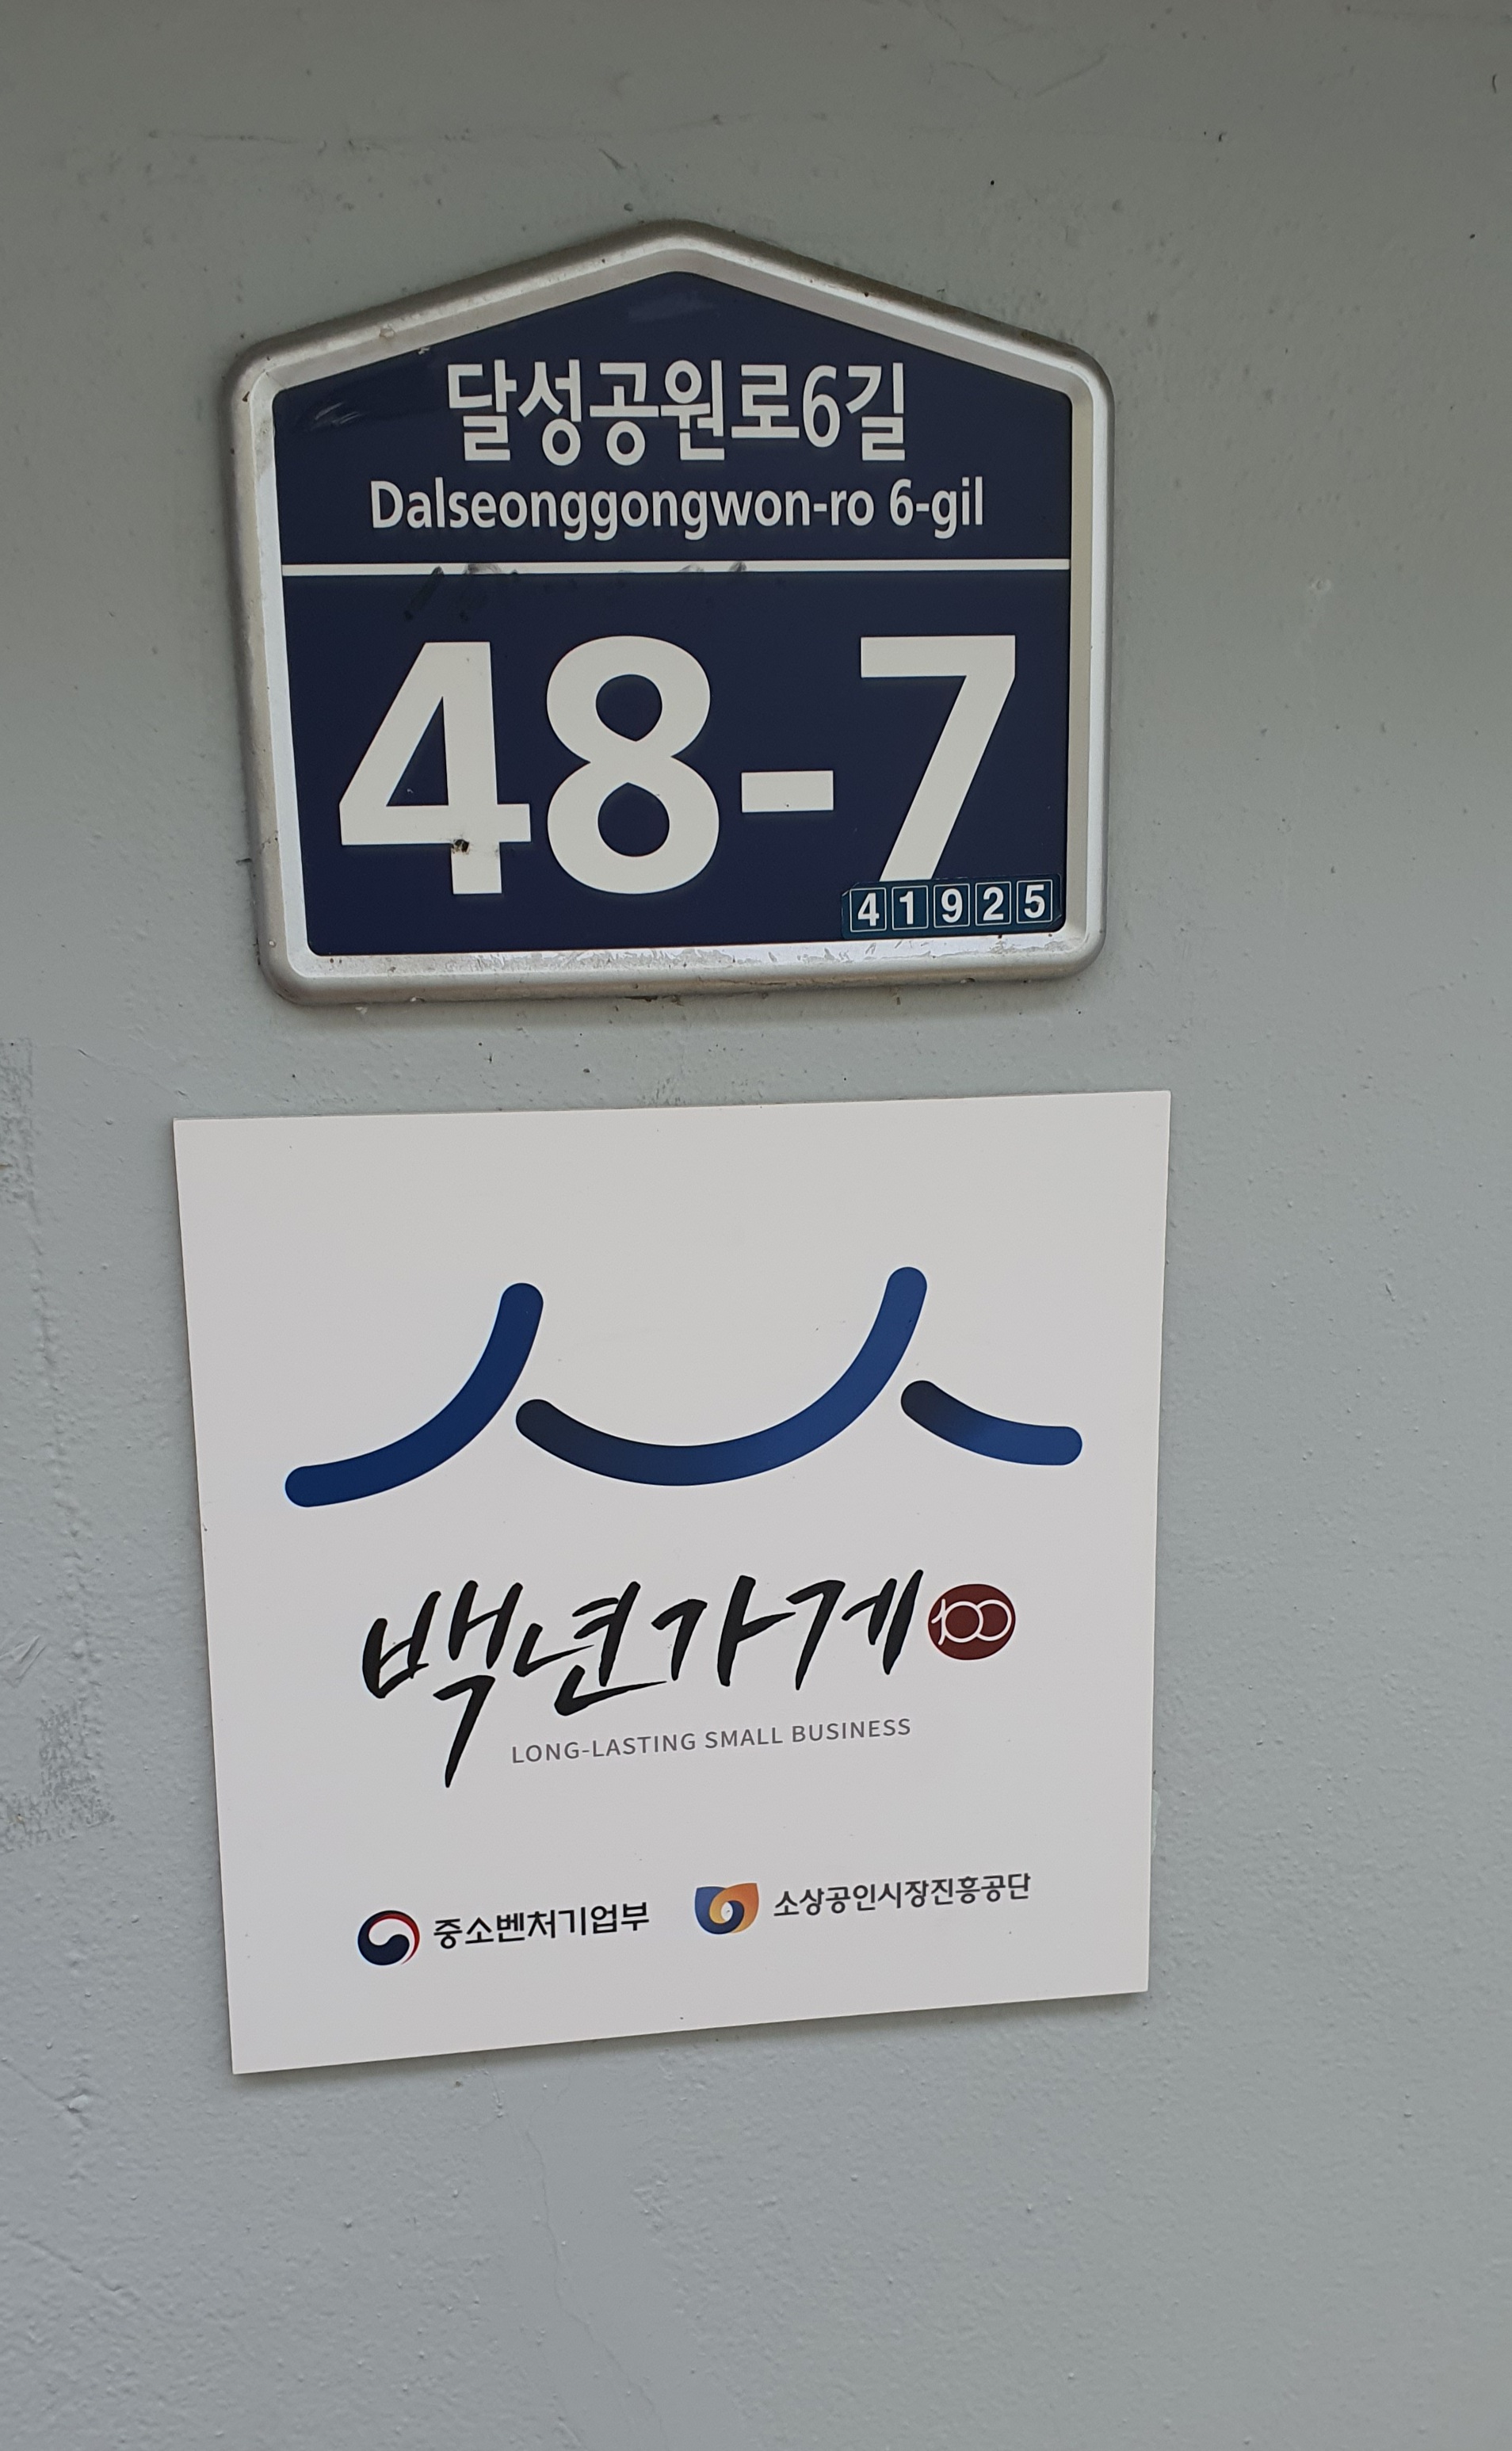 달성공원로6길
Dalseonggongwon-ro 6-gil
48-7
41925
백년가게 100
LONG-LASTING SMALL BUSINESS
중소벤처기업부 소상공인시장진흥공단